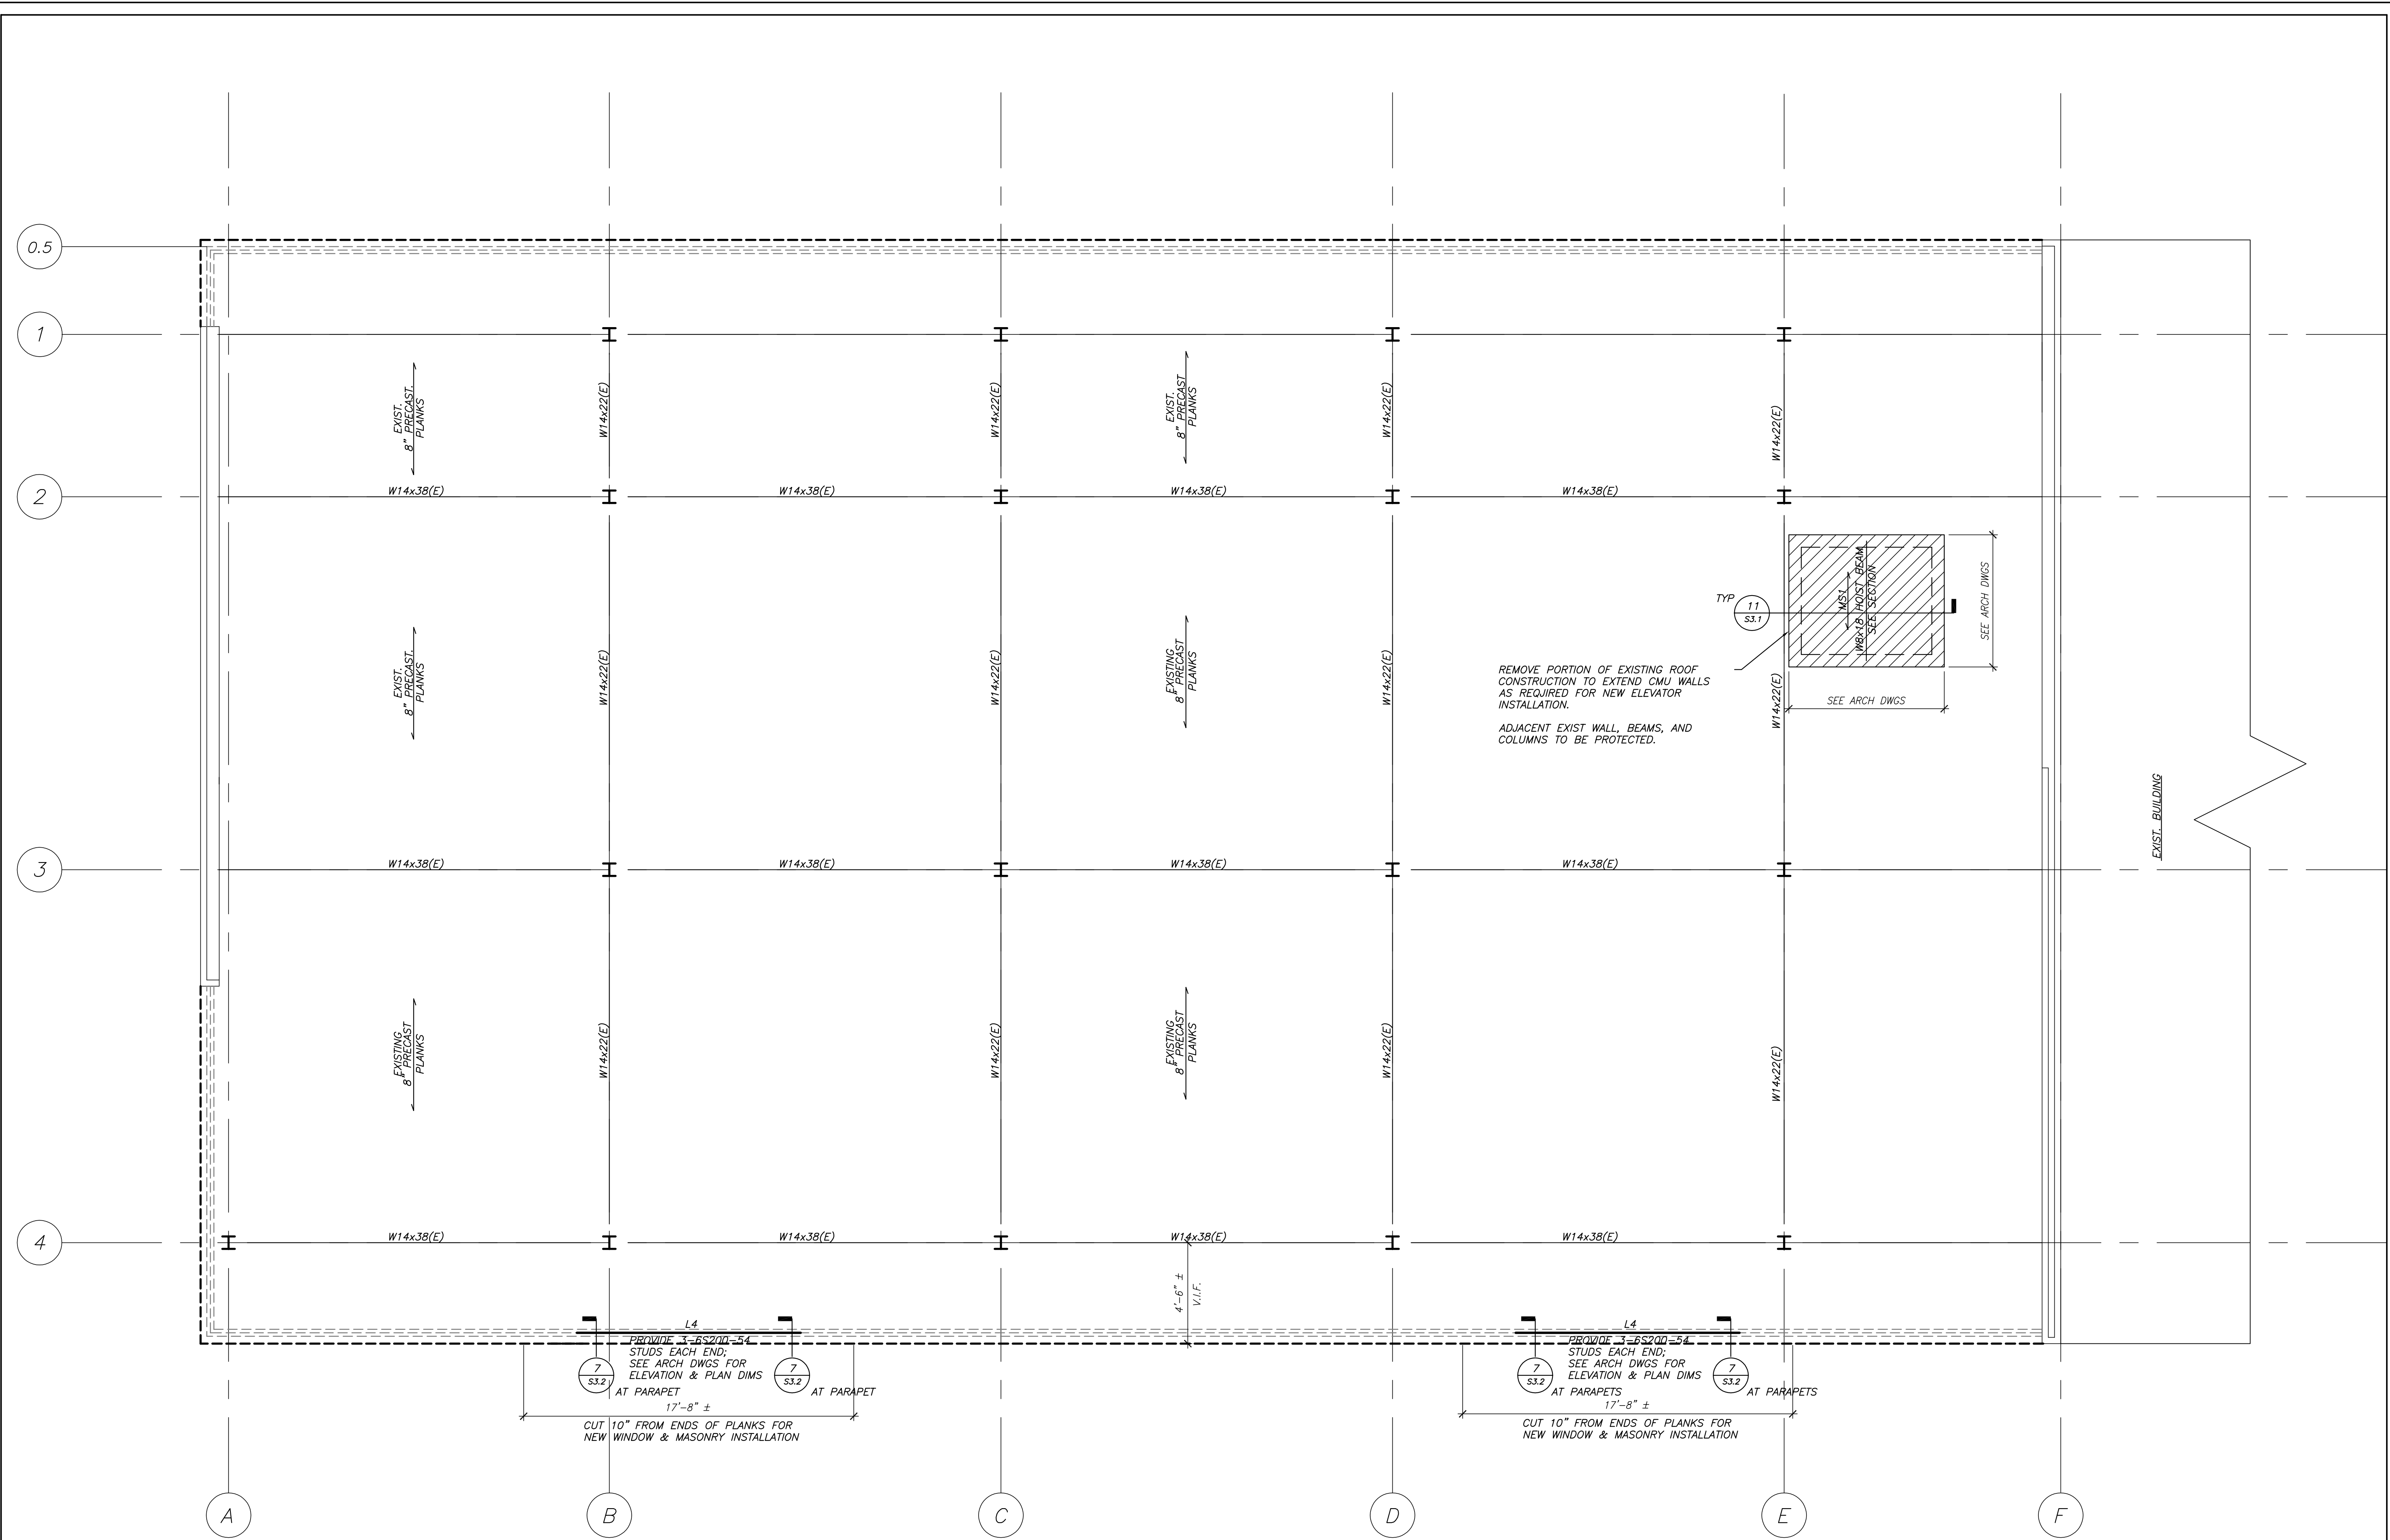 0.5
1
EXIST.
8" PRECAST.
PLANKS
W14x22(E)
W14x22(E)
EXIST.
8" PRECAST
PLANKS
W14x22(E)
W14x22(E)
2
W14x38(E)
W14x38(E)
W14x38(E)
W14x38(E)
EXIST.
8" PRECAST.
PLANKS
W14x22(E)
W14x22(E)
EXISTING
8" PRECAST
PLANKS
W14x22(E)
W14x22(E)
TYP
11
S3.1
MS1
W8x18 HOIST BEAM
SEE SECTION
SEE ARCH DWGS
SEE ARCH DWGS
REMOVE PORTION OF EXISTING ROOF
CONSTRUCTION TO EXTEND CMU WALLS
AS REQUIRED FOR NEW ELEVATOR
INSTALLATION.
ADJACENT EXIST WALL, BEAMS, AND
COLUMNS TO BE PROTECTED.
EXIST. BUILDING
3
W14x38(E)
W14x38(E)
W14x38(E)
W14x38(E)
EXISTING
8" PRECAST
PLANKS
W14x22(E)
W14x22(E)
EXISTING
8" PRECAST
PLANKS
W14x22(E)
W14x22(E)
4
W14x38(E)
W14x38(E)
W14x38(E)
W14x38(E)
4'-6" ±
V.I.F.
L4
PROVIDE 3-6S200-54
STUDS EACH END;
SEE ARCH DWGS FOR
ELEVATION & PLAN DIMS
7
S3.2
AT PARAPET
7
S3.2
AT PARAPET
17'-8" ±
CUT 10" FROM ENDS OF PLANKS FOR
NEW WINDOW & MASONRY INSTALLATION
L4
PROVIDE 3-6S200-54
STUDS EACH END;
SEE ARCH DWGS FOR
ELEVATION & PLAN DIMS
7
S3.2
AT PARAPETS
7
S3.2
AT PARAPETS
17'-8" ±
CUT 10" FROM ENDS OF PLANKS FOR
NEW WINDOW & MASONRY INSTALLATION
A
B
C
D
E
F